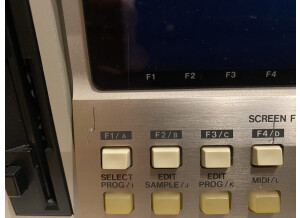 F1 F2 F3 F4
SCREEN F
F1/A F2/B F3/C F4/D
SELECT EDIT EDIT
PROG/I SAMPLE/J PROG/K MIDI/L